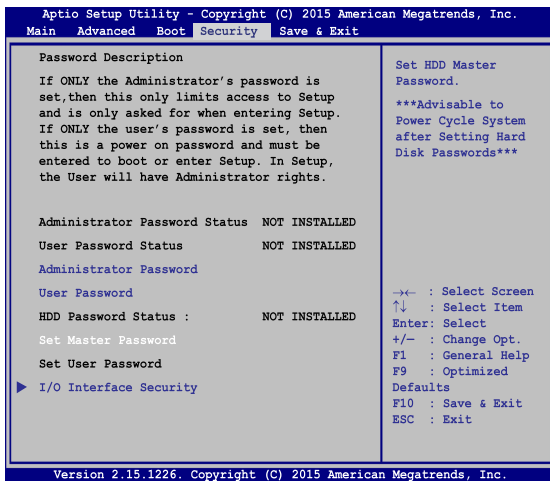 Aptio Setup Utility - Copyright (C) 2015 American Megatrends, Inc.
Main Advanced Boot Security Save & Exit
Password Description
If ONLY the Administrator's password is
set,then this only limits access to Setup
and is only asked for when entering Setup.
If ONLY the user's password is set, then
this is a power on password and must be
entered to boot or enter Setup. In Setup,
the User will have Administrator rights.
Administrator Password Status NOT INSTALLED
User Password Status NOT INSTALLED
Administrator Password
User Password
HDD Password Status : NOT INSTALLED
Set Master Password
Set User Password
I/O Interface Security
Set HDD Master
Password.
***Advisable to
Power Cycle System
after Setting Hard
Disk Passwords***
→← : Select Screen
↑↓ : Select Item
Enter: Select
+/— : Change Opt.
F1 : General Help
F9 : Optimized
Defaults
F10 : Save & Exit
ESC : Exit
Version 2.15.1226. Copyright (C) 2015 American Megatrends, Inc.